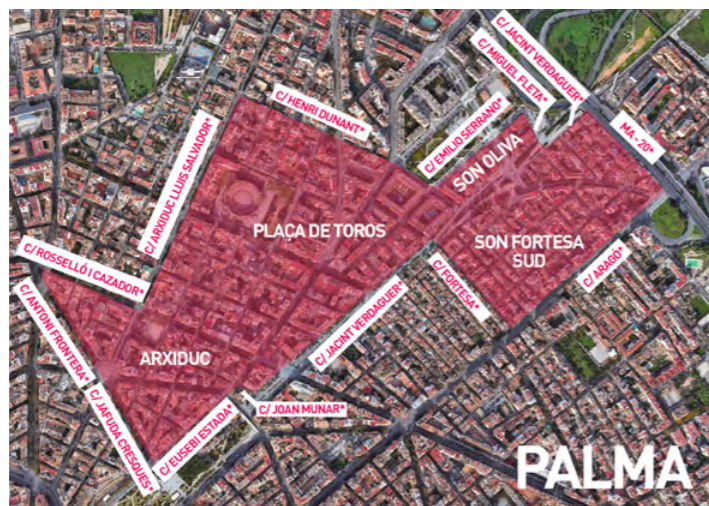 C/ JACINT VERDAGUER*
C/ MIGUEL FLETA*
C/ HENRI DUNANT*
C/ EMILIO SERRANO*
MA - 20*
C/ ARXIDUC LLUIS SALVADOR*
SON OLIVA
PLAÇA DE TOROS
SON FORTESA
SUD
C/ ROSSELLÓ I CAZADOR*
C/ FORTESA*
C/ ARAGÓ*
C/ ANTONI FRONTERA*
C/ JACINT VERDAGUER*
ARXIDUC
C/ JAFUDA CRESQUES*
C/ EUSEBI ESTADA*
C/ JOAN MUNAR*
PALMA